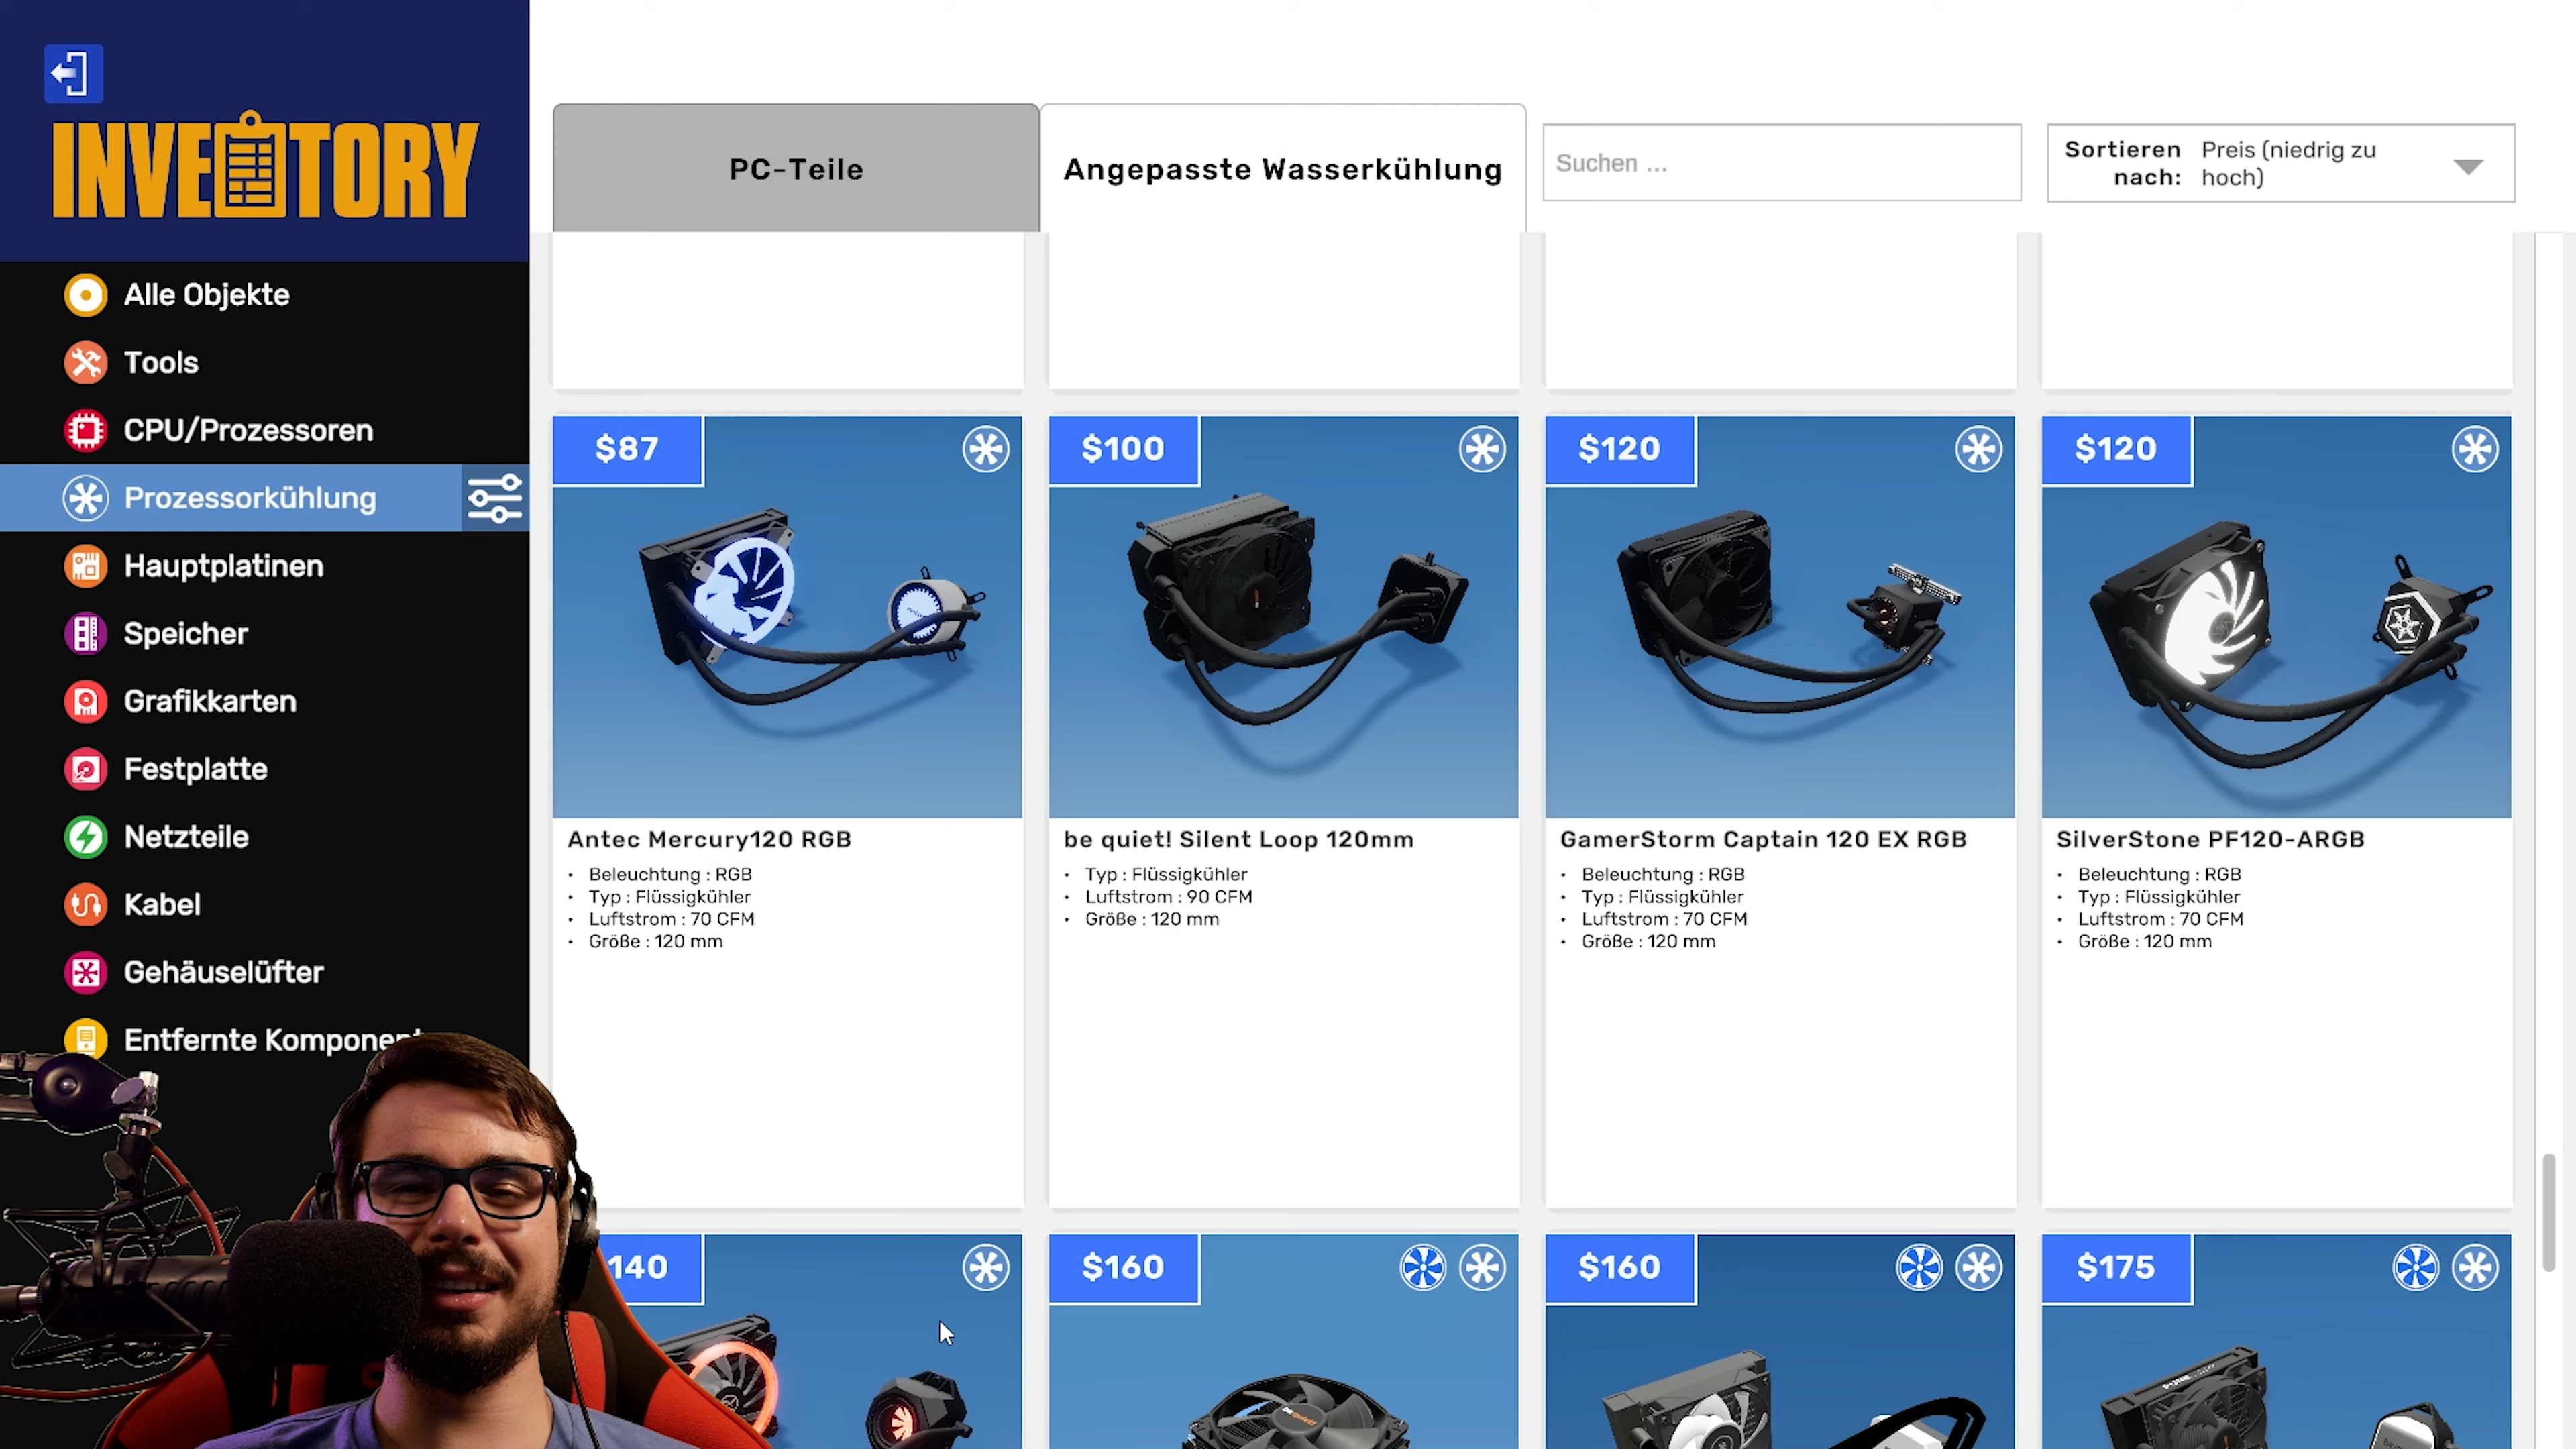 INVENTORY
PC-Teile
Angepasste Wasserkühlung
Suchen ...
Sortieren nach:
Preis (niedrig zu hoch)
Alle Objekte
Tools
CPU/Prozessoren
Prozessorkühlung
Hauptplatinen
Speicher
Grafikkarten
Festplatte
Netzteile
Kabel
Gehäuselüfter
Entfernte Komponent
$87
Antec Mercury120 RGB
• Beleuchtung : RGB
• Typ : Flüssigkühler
• Luftstrom : 70 CFM
• Größe : 120 mm
$100
be quiet! Silent Loop 120mm
• Typ : Flüssigkühler
• Luftstrom : 90 CFM
• Größe : 120 mm
$120
GamerStorm Captain 120 EX RGB
• Beleuchtung : RGB
• Typ : Flüssigkühler
• Luftstrom : 70 CFM
• Größe : 120 mm
$120
SilverStone PF120-ARGB
• Beleuchtung : RGB
• Typ : Flüssigkühler
• Luftstrom : 70 CFM
• Größe : 120 mm
140
$160
be quiet!
$160
$175